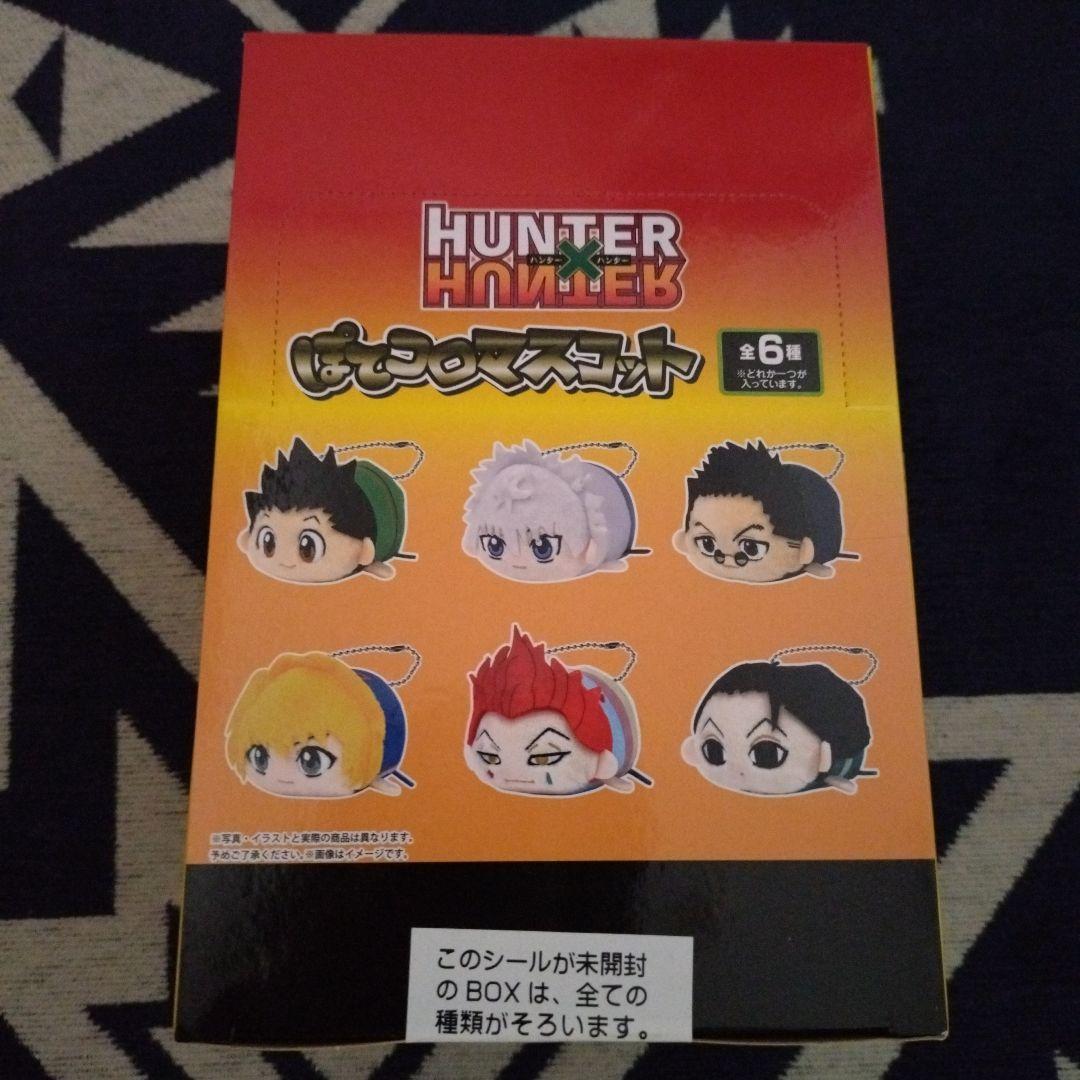 HUNTER
ハンター×ハンター
HUNTER
ぽてコロマスコット
全6種
※どれか一つが
入っています。
※写真・イラストと実際の商品は異なります。
予めご了承ください。※画像はイメージです。
このシールが未開封
のBOXは、全ての
種類がそろいます。